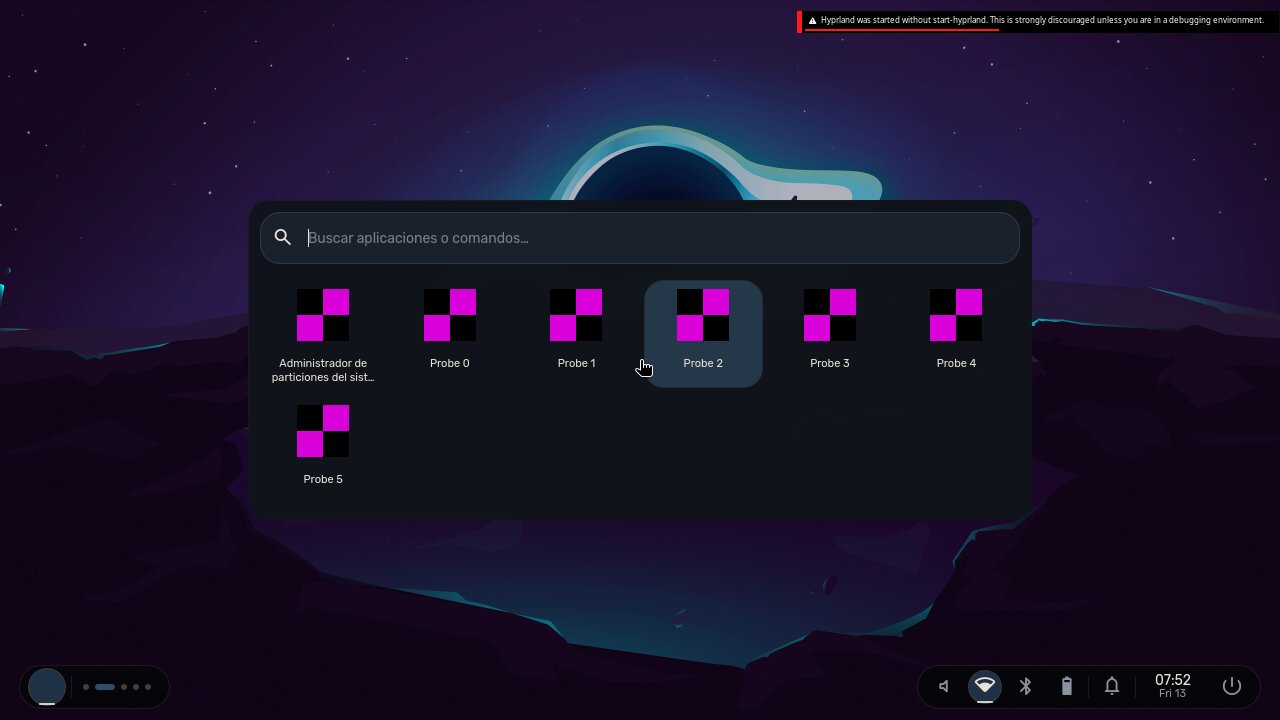 Hyprland was started without start-hyprland. This is strongly discouraged unless you are in a debugging environment.
Buscar aplicaciones o comandos...
Administrador de
particiones del sist...
Probe 0
Probe 1
Probe 2
Probe 3
Probe 4
Probe 5
07:52
Fri 13